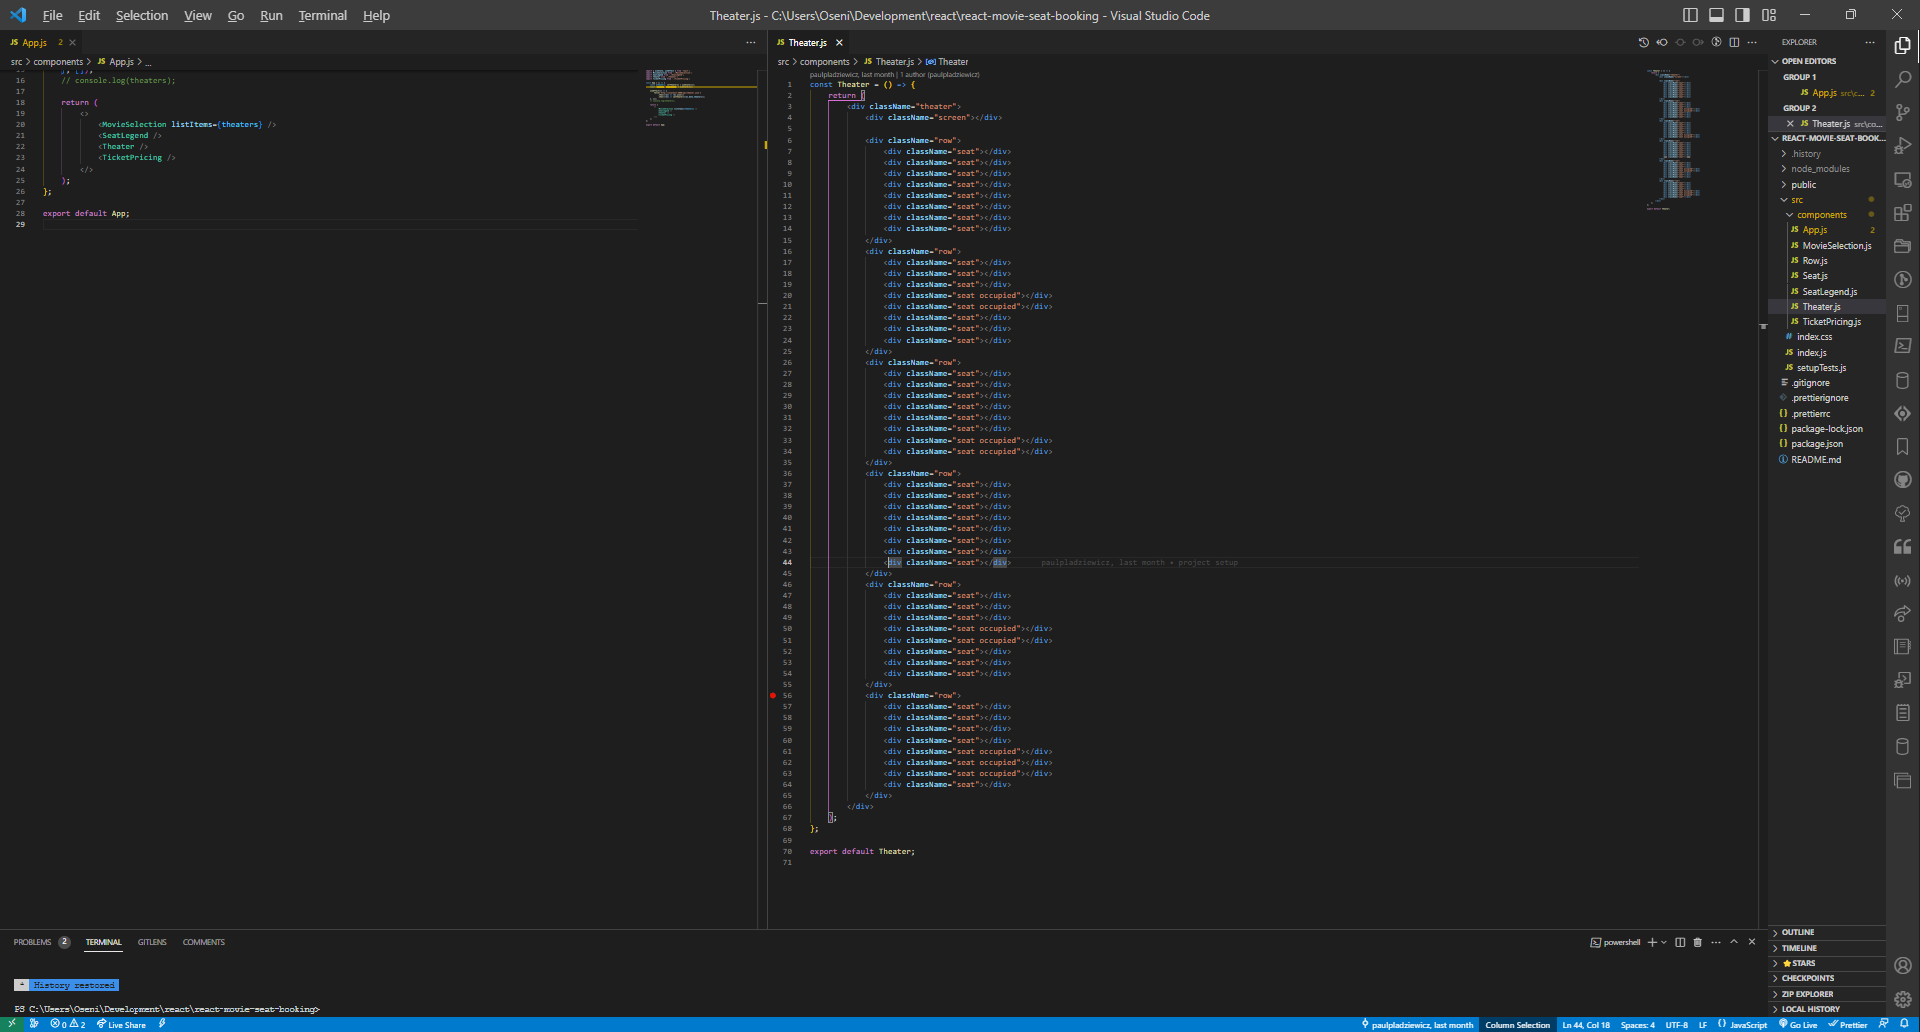 File Edit Selection View Go Run Terminal Help
Theater.js - C:\Users\Oseni\Development\react\react-movie-seat-booking - Visual Studio Code
JS App.js 2
src > components > JS App.js > ...
16 // console.log(theaters);
17
18 return (
19 <>
20 <MovieSelection listItems={theaters} />
21 <SeatLegend />
22 <Theater />
23 <TicketPricing />
24 </>
25 );
26 };
27
28 export default App;
29
JS Theater.js
src > components > JS Theater.js > Theater
paulpladziewicz, last month | 1 author (paulpladziewicz)
1 const Theater = () => {
2 return (
3 <div className="theater">
4 <div className="screen"></div>
5
6 <div className="row">
7 <div className="seat"></div>
8 <div className="seat"></div>
9 <div className="seat"></div>
10 <div className="seat"></div>
11 <div className="seat"></div>
12 <div className="seat"></div>
13 <div className="seat"></div>
14 <div className="seat"></div>
15 </div>
16 <div className="row">
17 <div className="seat"></div>
18 <div className="seat"></div>
19 <div className="seat"></div>
20 <div className="seat occupied"></div>
21 <div className="seat occupied"></div>
22 <div className="seat"></div>
23 <div className="seat"></div>
24 <div className="seat"></div>
25 </div>
26 <div className="row">
27 <div className="seat"></div>
28 <div className="seat"></div>
29 <div className="seat"></div>
30 <div className="seat"></div>
31 <div className="seat"></div>
32 <div className="seat"></div>
33 <div className="seat occupied"></div>
34 <div className="seat occupied"></div>
35 </div>
36 <div className="row">
37 <div className="seat"></div>
38 <div className="seat"></div>
39 <div className="seat"></div>
40 <div className="seat"></div>
41 <div className="seat"></div>
42 <div className="seat"></div>
43 <div className="seat"></div>
44 <div className="seat"></div> paulpladziewicz, last month • project setup
45 </div>
46 <div className="row">
47 <div className="seat"></div>
48 <div className="seat"></div>
49 <div className="seat"></div>
50 <div className="seat occupied"></div>
51 <div className="seat occupied"></div>
52 <div className="seat"></div>
53 <div className="seat"></div>
54 <div className="seat"></div>
55 </div>
56 <div className="row">
57 <div className="seat"></div>
58 <div className="seat"></div>
59 <div className="seat"></div>
60 <div className="seat"></div>
61 <div className="seat occupied"></div>
62 <div className="seat occupied"></div>
63 <div className="seat occupied"></div>
64 <div className="seat"></div>
65 </div>
66 </div>
67 );
68 };
69
70 export default Theater;
71
EXPLORER
OPEN EDITORS
GROUP 1
JS App.js src\c... 2
GROUP 2
JS Theater.js src\co...
REACT-MOVIE-SEAT-BOOK...
.history
node_modules
public
src
components
JS App.js 2
JS MovieSelection.js
JS Row.js
JS Seat.js
JS SeatLegend.js
JS Theater.js
JS TicketPricing.js
# index.css
JS index.js
JS setupTests.js
.gitignore
.prettierignore
{} .prettierrc
{} package-lock.json
{} package.json
README.md
OUTLINE
TIMELINE
STARS
CHECKPOINTS
ZIP EXPLORER
LOCAL HISTORY
PROBLEMS 2 TERMINAL GITLENS COMMENTS
powershell
* History restored
PS C:\Users\Oseni\Development\react\react-movie-seat-booking>
0 2 Live Share
paulpladziewicz, last month Column Selection Ln 44, Col 18 Spaces: 4 UTF-8 LF {} JavaScript Go Live Prettier